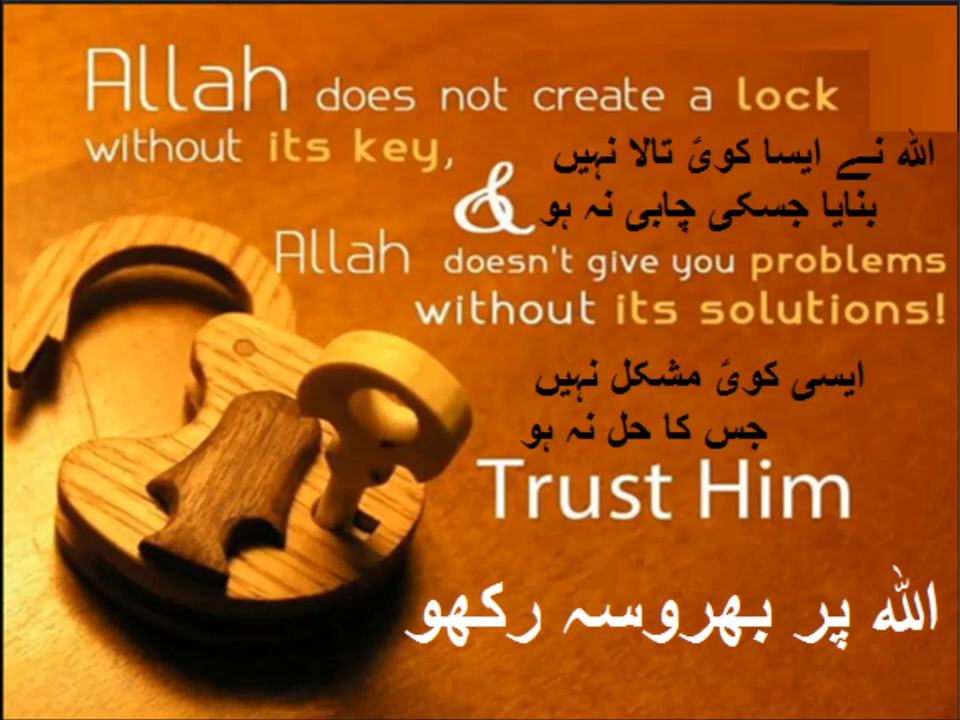 Allah does not create a lock
without its key,
الله نے ایسا کوئ تالا نہیں
بنایا جسکی چابی نہ ہو
&
Allah doesn't give you problems
without its solutions!
ایسی کوئ مشکل نہیں
جس کا حل نہ ہو
Trust Him
الله پر بھروسہ رکھو